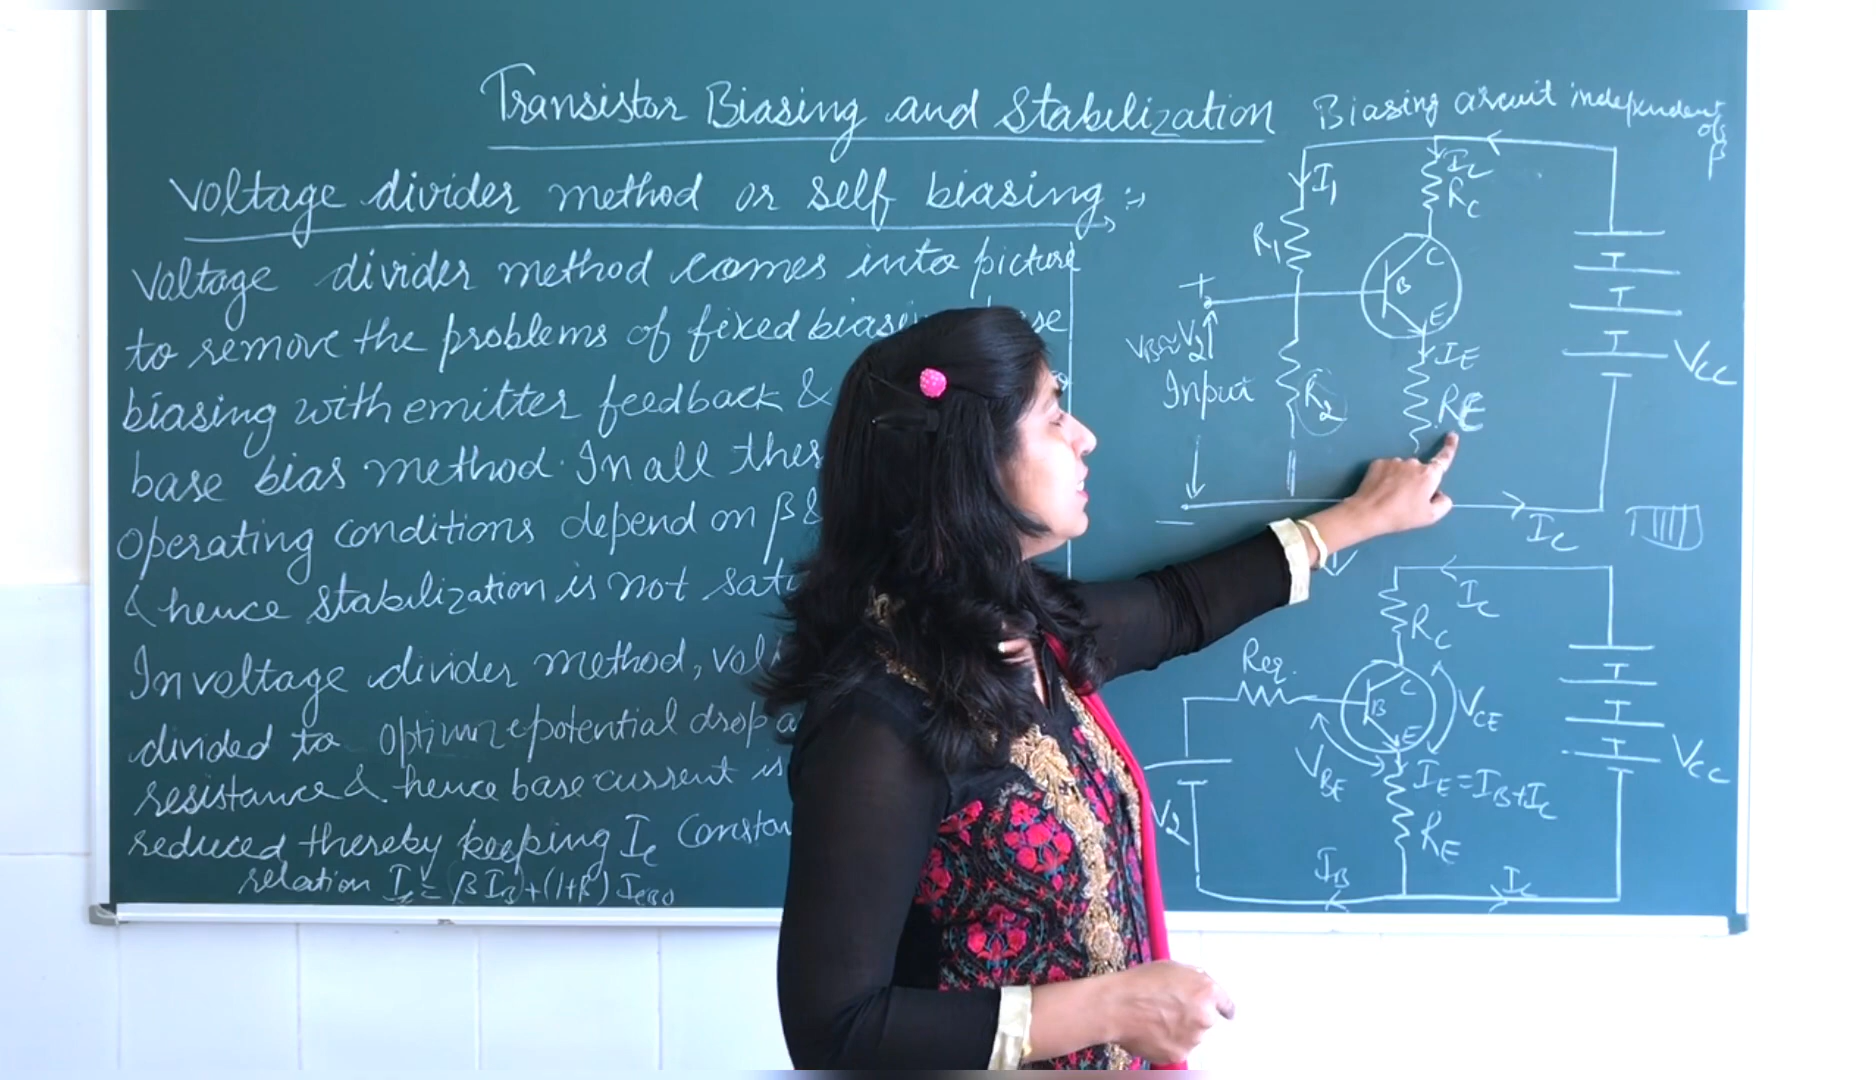 Transistor Biasing and Stabilization
Biasing circuit independent
of
β
Voltage divider method or self biasing :-
Voltage divider method comes into picture
to remove the problems of fixed
biasing with emitter feedback &
base bias method. In all
operating conditions depend on β &
& hence stabilization is not
In voltage divider method,
divided to optimize potential drop
resistance & hence base current is
reduced thereby keeping Ic
relation Ic = β IB + (1+β) ICBO
I1
Ic
RC
R1
C
B
E
+
VB≈V2
Input
R2
IE
RE
VCC
−
Ic
Ic
RC
Req.
C
B
E
VCE
VBE
IE = IB + Ic
VCC
V2
RE
IB
Ic